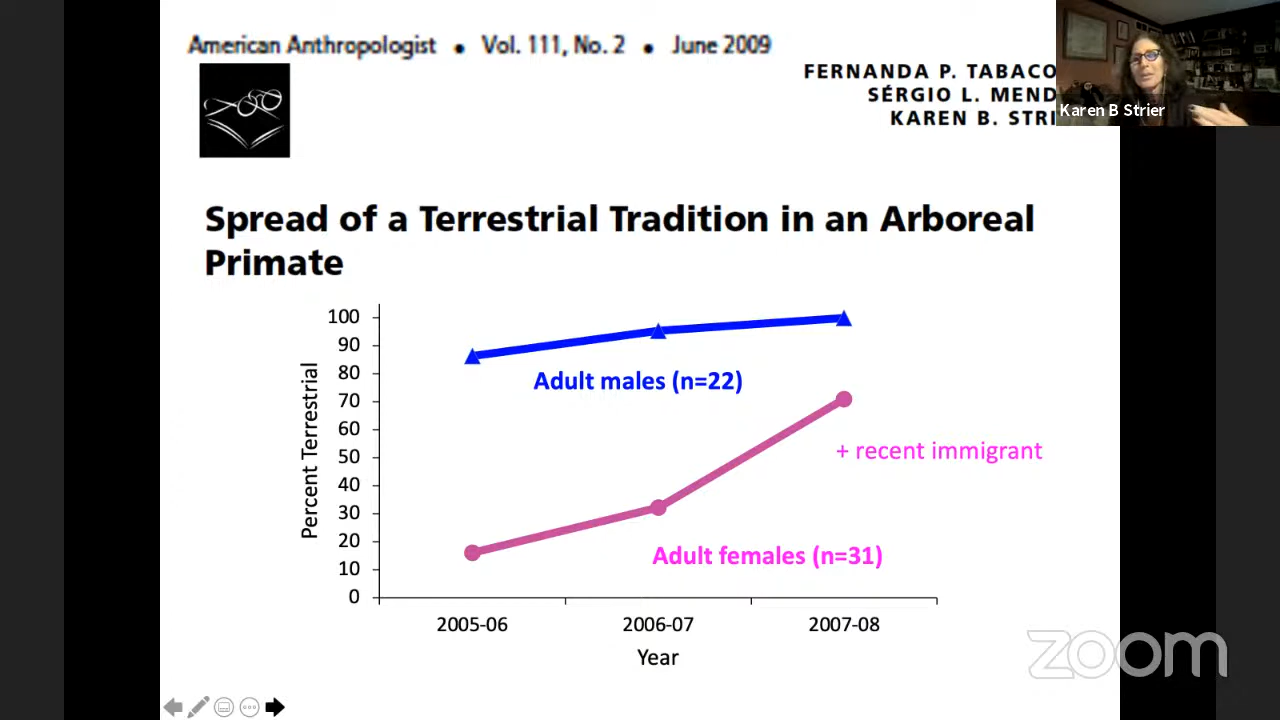 American Anthropologist • Vol. 111, No. 2 • June 2009
FERNANDA P. TABACO
SÉRGIO L. MEND
KAREN B. STRI
Karen B Strier
Spread of a Terrestrial Tradition in an Arboreal
Primate
Percent Terrestrial
100
90
80
70
60
50
40
30
20
10
0
Adult males (n=22)
+ recent immigrant
Adult females (n=31)
2005-06 2006-07 2007-08
Year
zoom